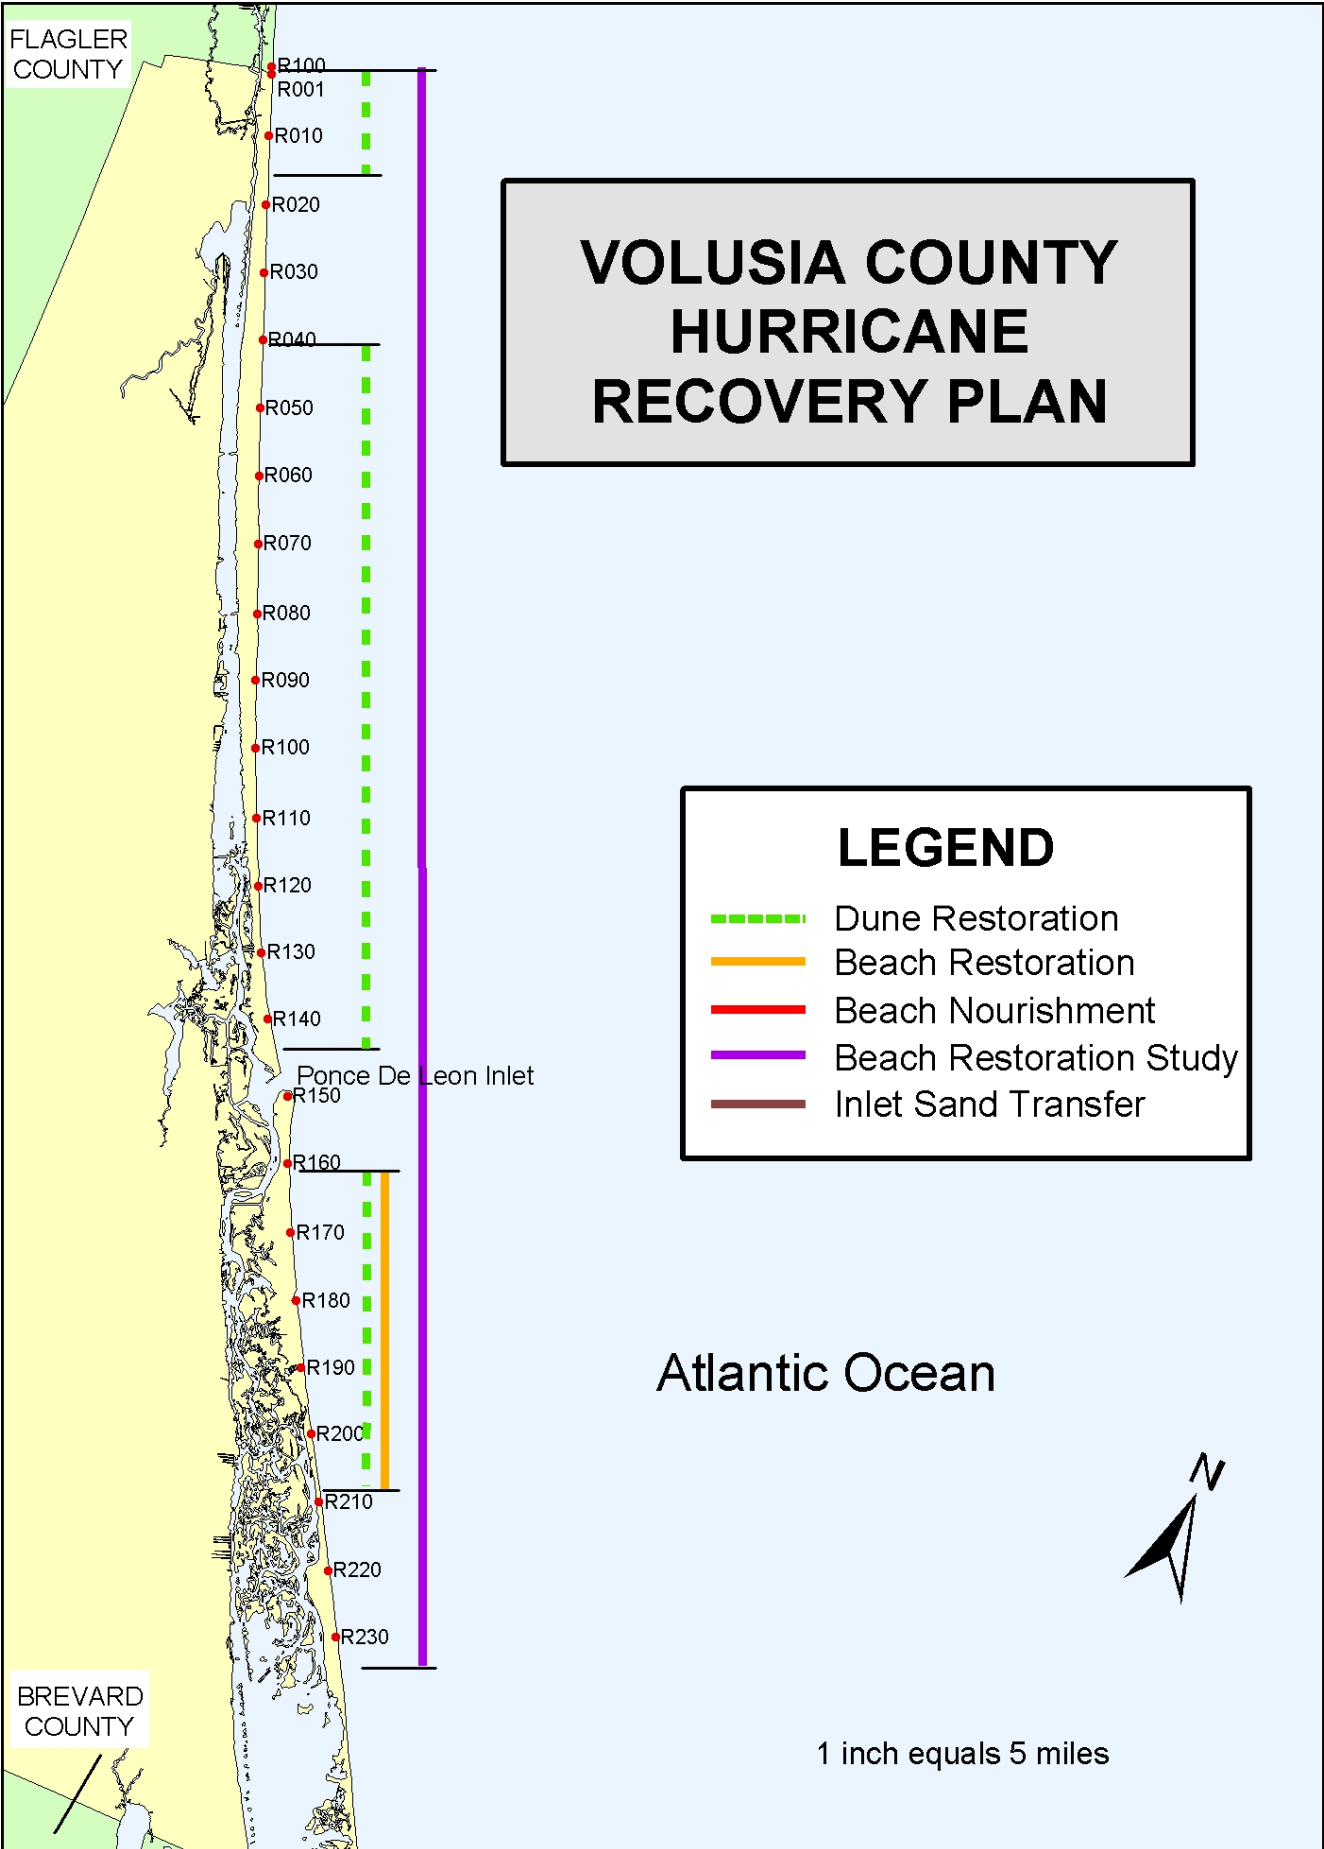 FLAGLER
COUNTY
R100
R001
R010
R020
R030
R040
R050
R060
R070
R080
R090
R100
R110
R120
R130
R140
Ponce De Leon Inlet
R150
R160
R170
R180
R190
R200
R210
R220
R230
VOLUSIA COUNTY
HURRICANE
RECOVERY PLAN
LEGEND
Dune Restoration
Beach Restoration
Beach Nourishment
Beach Restoration Study
Inlet Sand Transfer
Atlantic Ocean
N
BREVARD
COUNTY
1 inch equals 5 miles